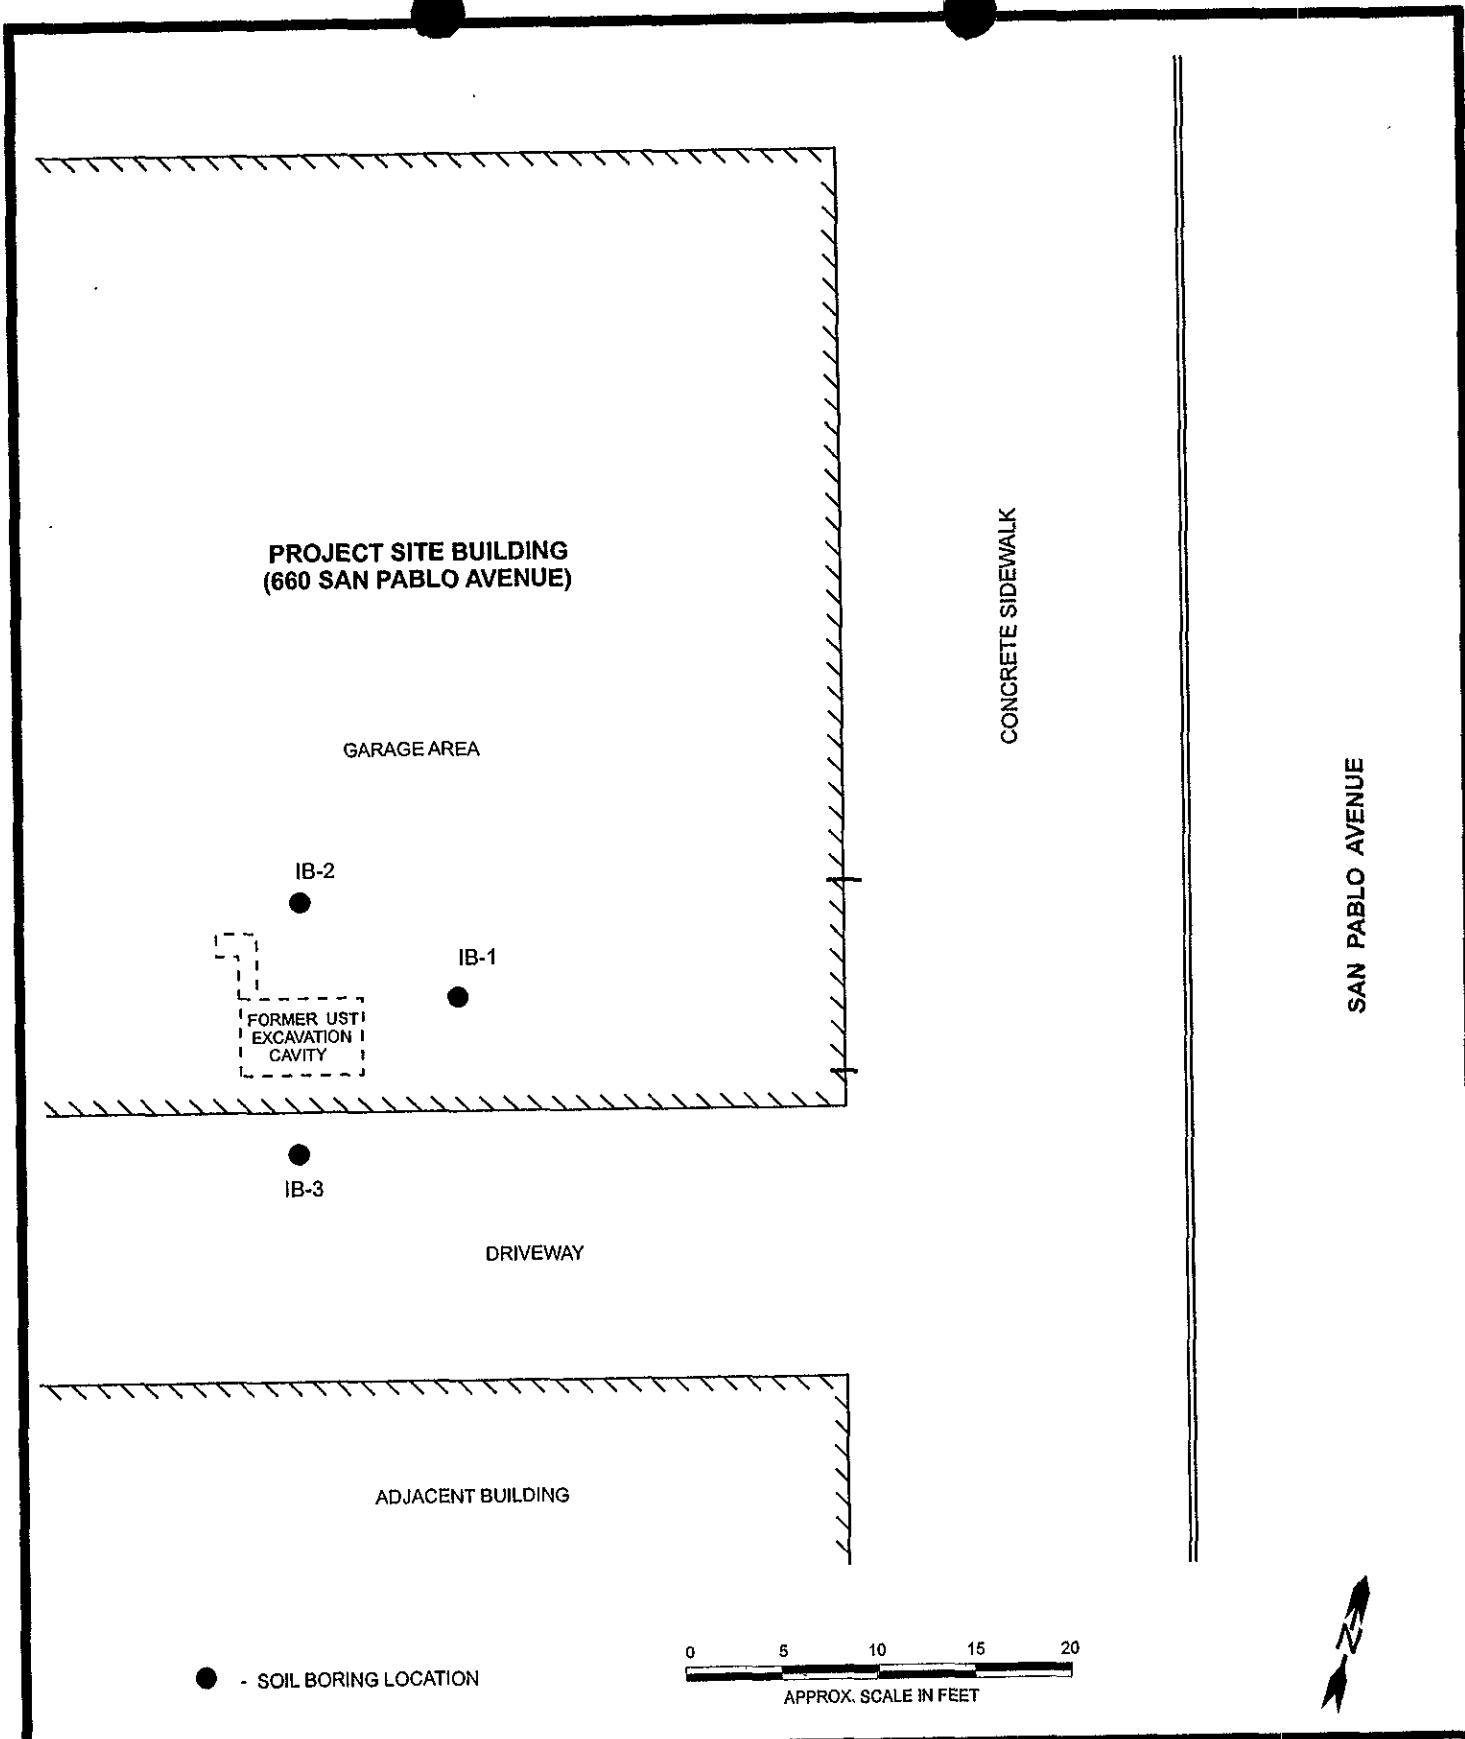 PROJECT SITE BUILDING
(660 SAN PABLO AVENUE)
CONCRETE SIDEWALK
GARAGE AREA
SAN PABLO AVENUE
IB-2
IB-1
FORMER UST
EXCAVATION
CAVITY
IB-3
DRIVEWAY
ADJACENT BUILDING
N
0 5 10 15 20
- SOIL BORING LOCATION
APPROX. SCALE IN FEET